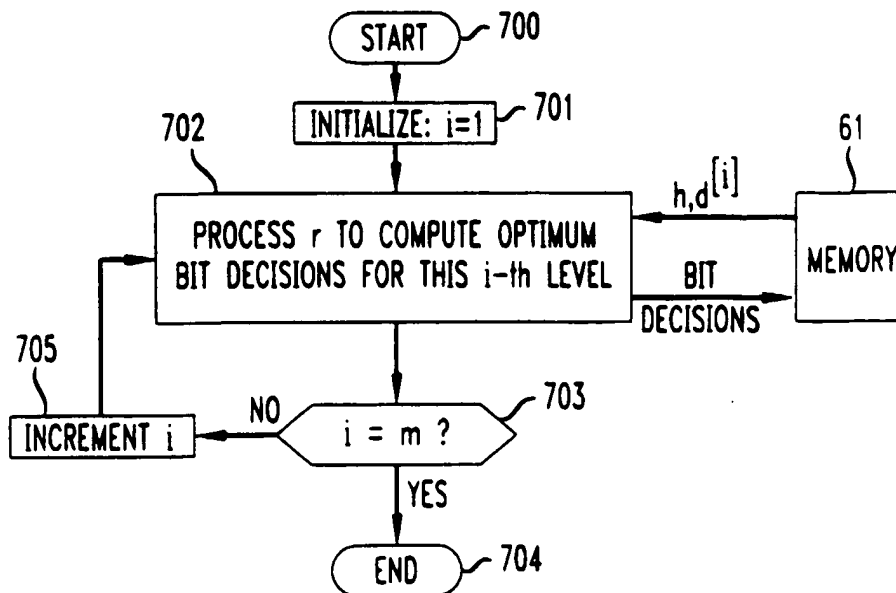 START
700
INITIALIZE: i=1
701
702
61
PROCESS r TO COMPUTE OPTIMUM
BIT DECISIONS FOR THIS i-th LEVEL
h,d[i]
MEMORY
BIT
DECISIONS
705
INCREMENT i
NO
i = m ?
703
YES
END
704